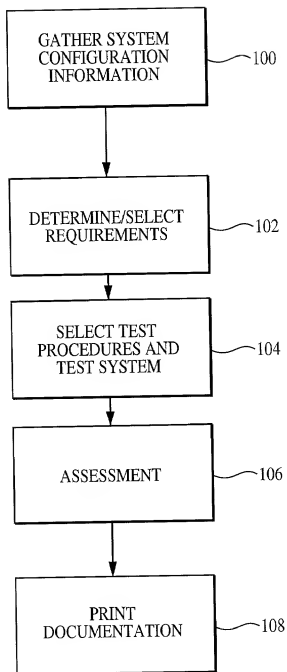 GATHER SYSTEM
CONFIGURATION
INFORMATION
100
DETERMINE/SELECT
REQUIREMENTS
102
SELECT TEST
PROCEDURES AND
TEST SYSTEM
104
ASSESSMENT
106
PRINT
DOCUMENTATION
108